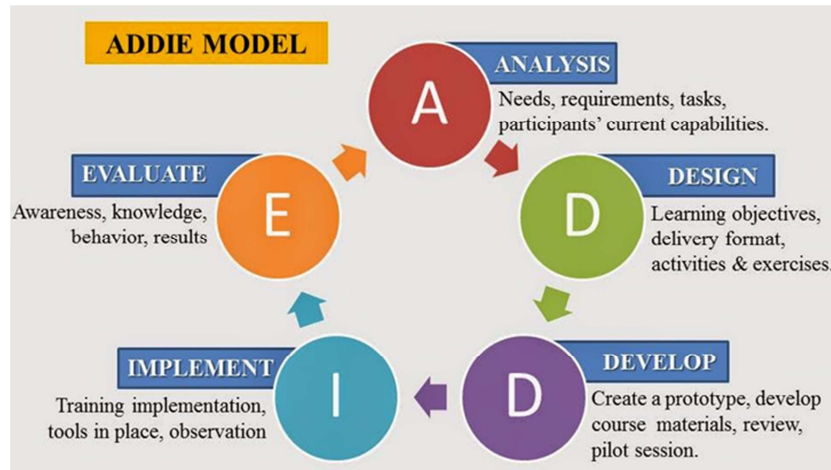 ADDIE MODEL
A
ANALYSIS
Needs, requirements, tasks,
participants’ current capabilities.
D
DESIGN
Learning objectives,
delivery format,
activities & exercises.
D
DEVELOP
Create a prototype, develop
course materials, review,
pilot session.
I
IMPLEMENT
Training implementation,
tools in place, observation
E
EVALUATE
Awareness, knowledge,
behavior, results